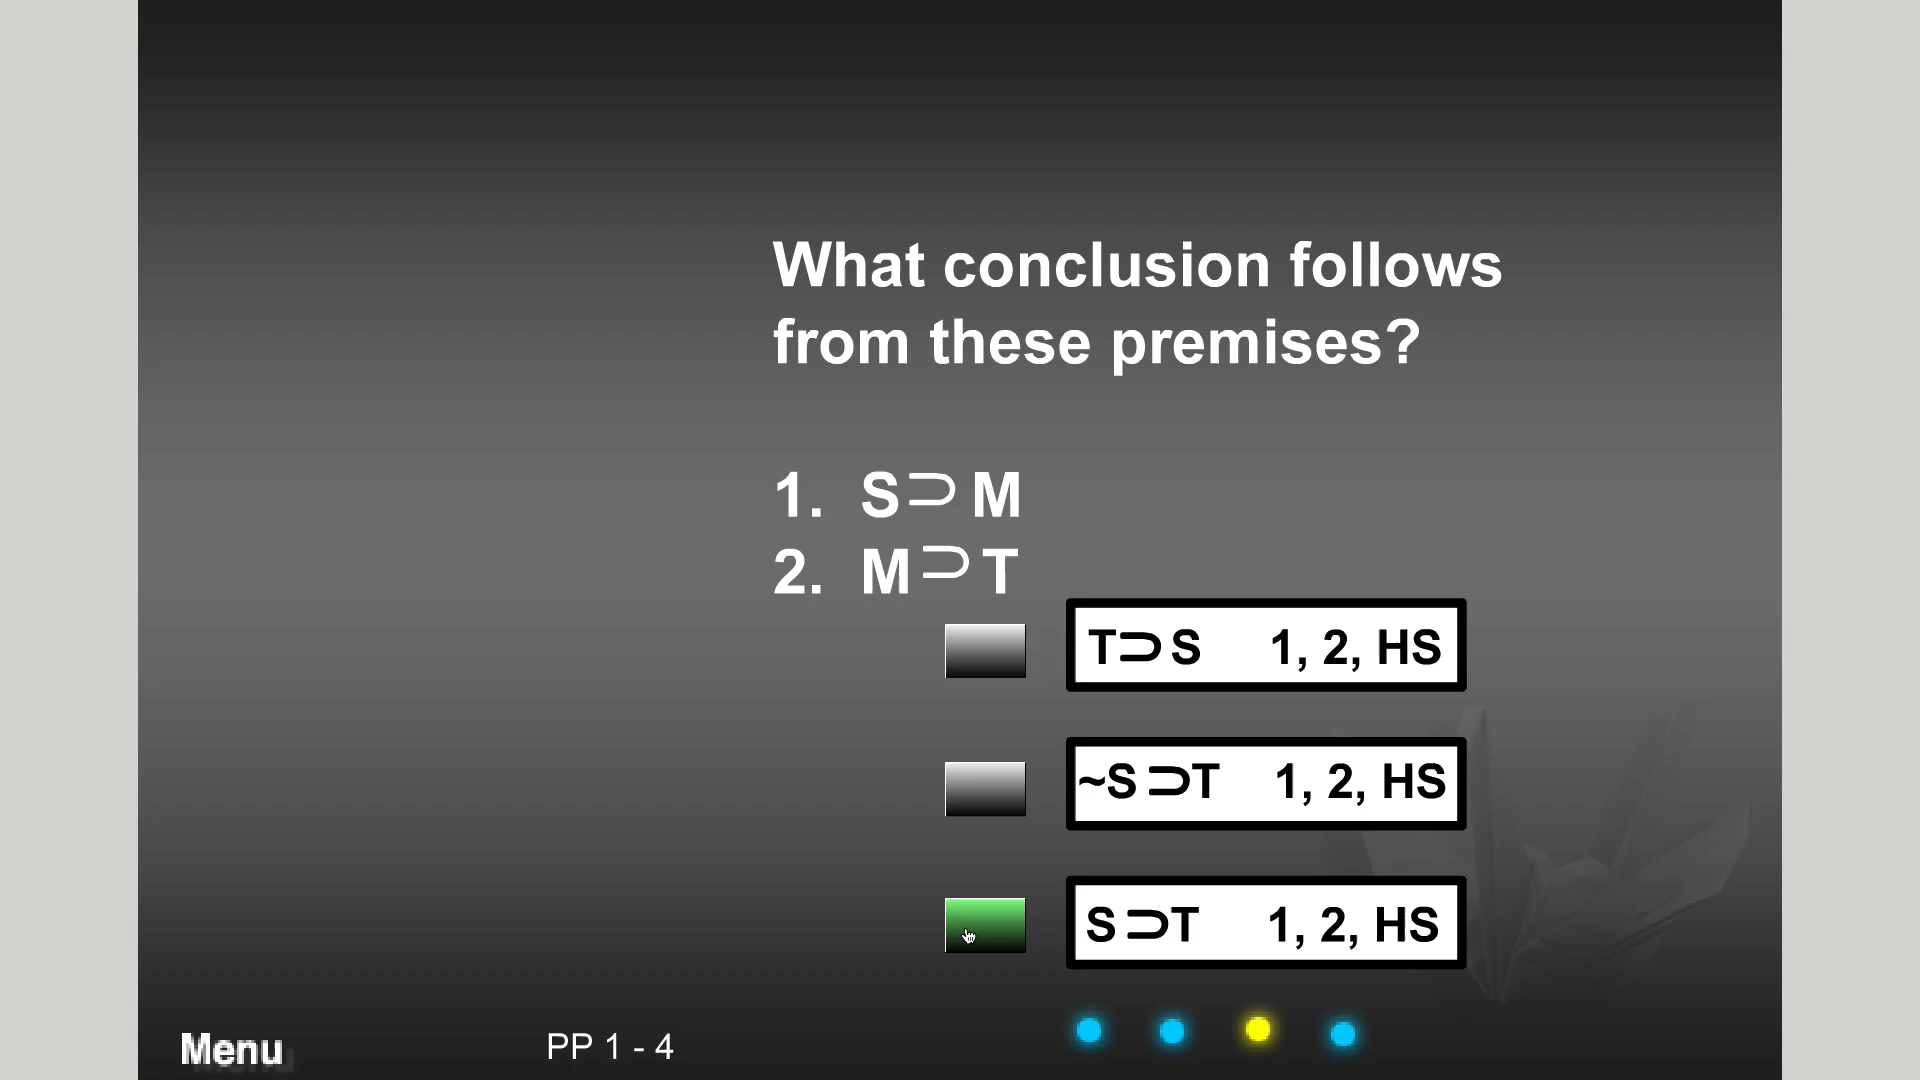 What conclusion follows
from these premises?
1. S ⊃ M
2. M ⊃ T
T ⊃ S 1, 2, HS
~S ⊃ T 1, 2, HS
S ⊃ T 1, 2, HS
Menu
PP 1 - 4